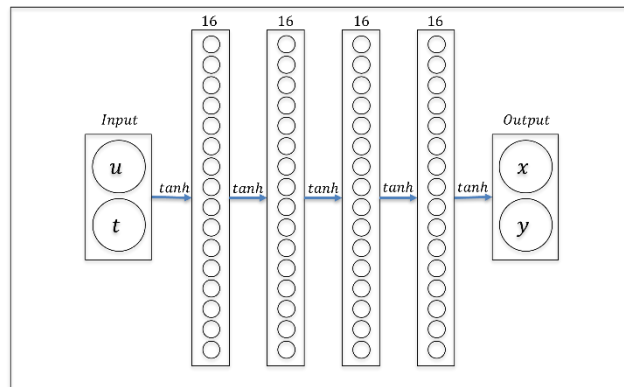 16 16 16 16
Input
Output
u
x
tanh tanh tanh tanh tanh
t
y